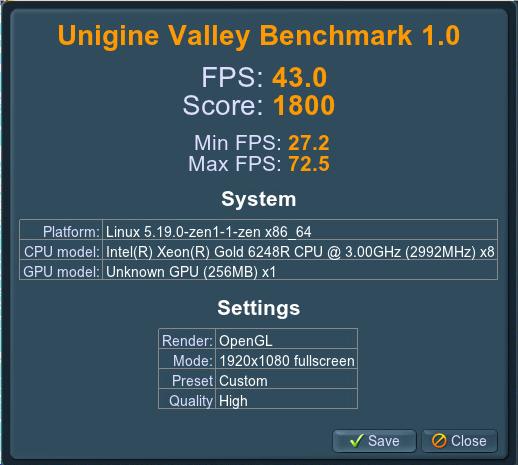 Unigine Valley Benchmark 1.0
FPS: 43.0
Score: 1800
Min FPS: 27.2
Max FPS: 72.5
System
Platform: Linux 5.19.0-zen1-1-zen x86_64
CPU model: Intel(R) Xeon(R) Gold 6248R CPU @ 3.00GHz (2992MHz) x8
GPU model: Unknown GPU (256MB) x1
Settings
Render: OpenGL
Mode: 1920x1080 fullscreen
Preset Custom
Quality High
Save Close